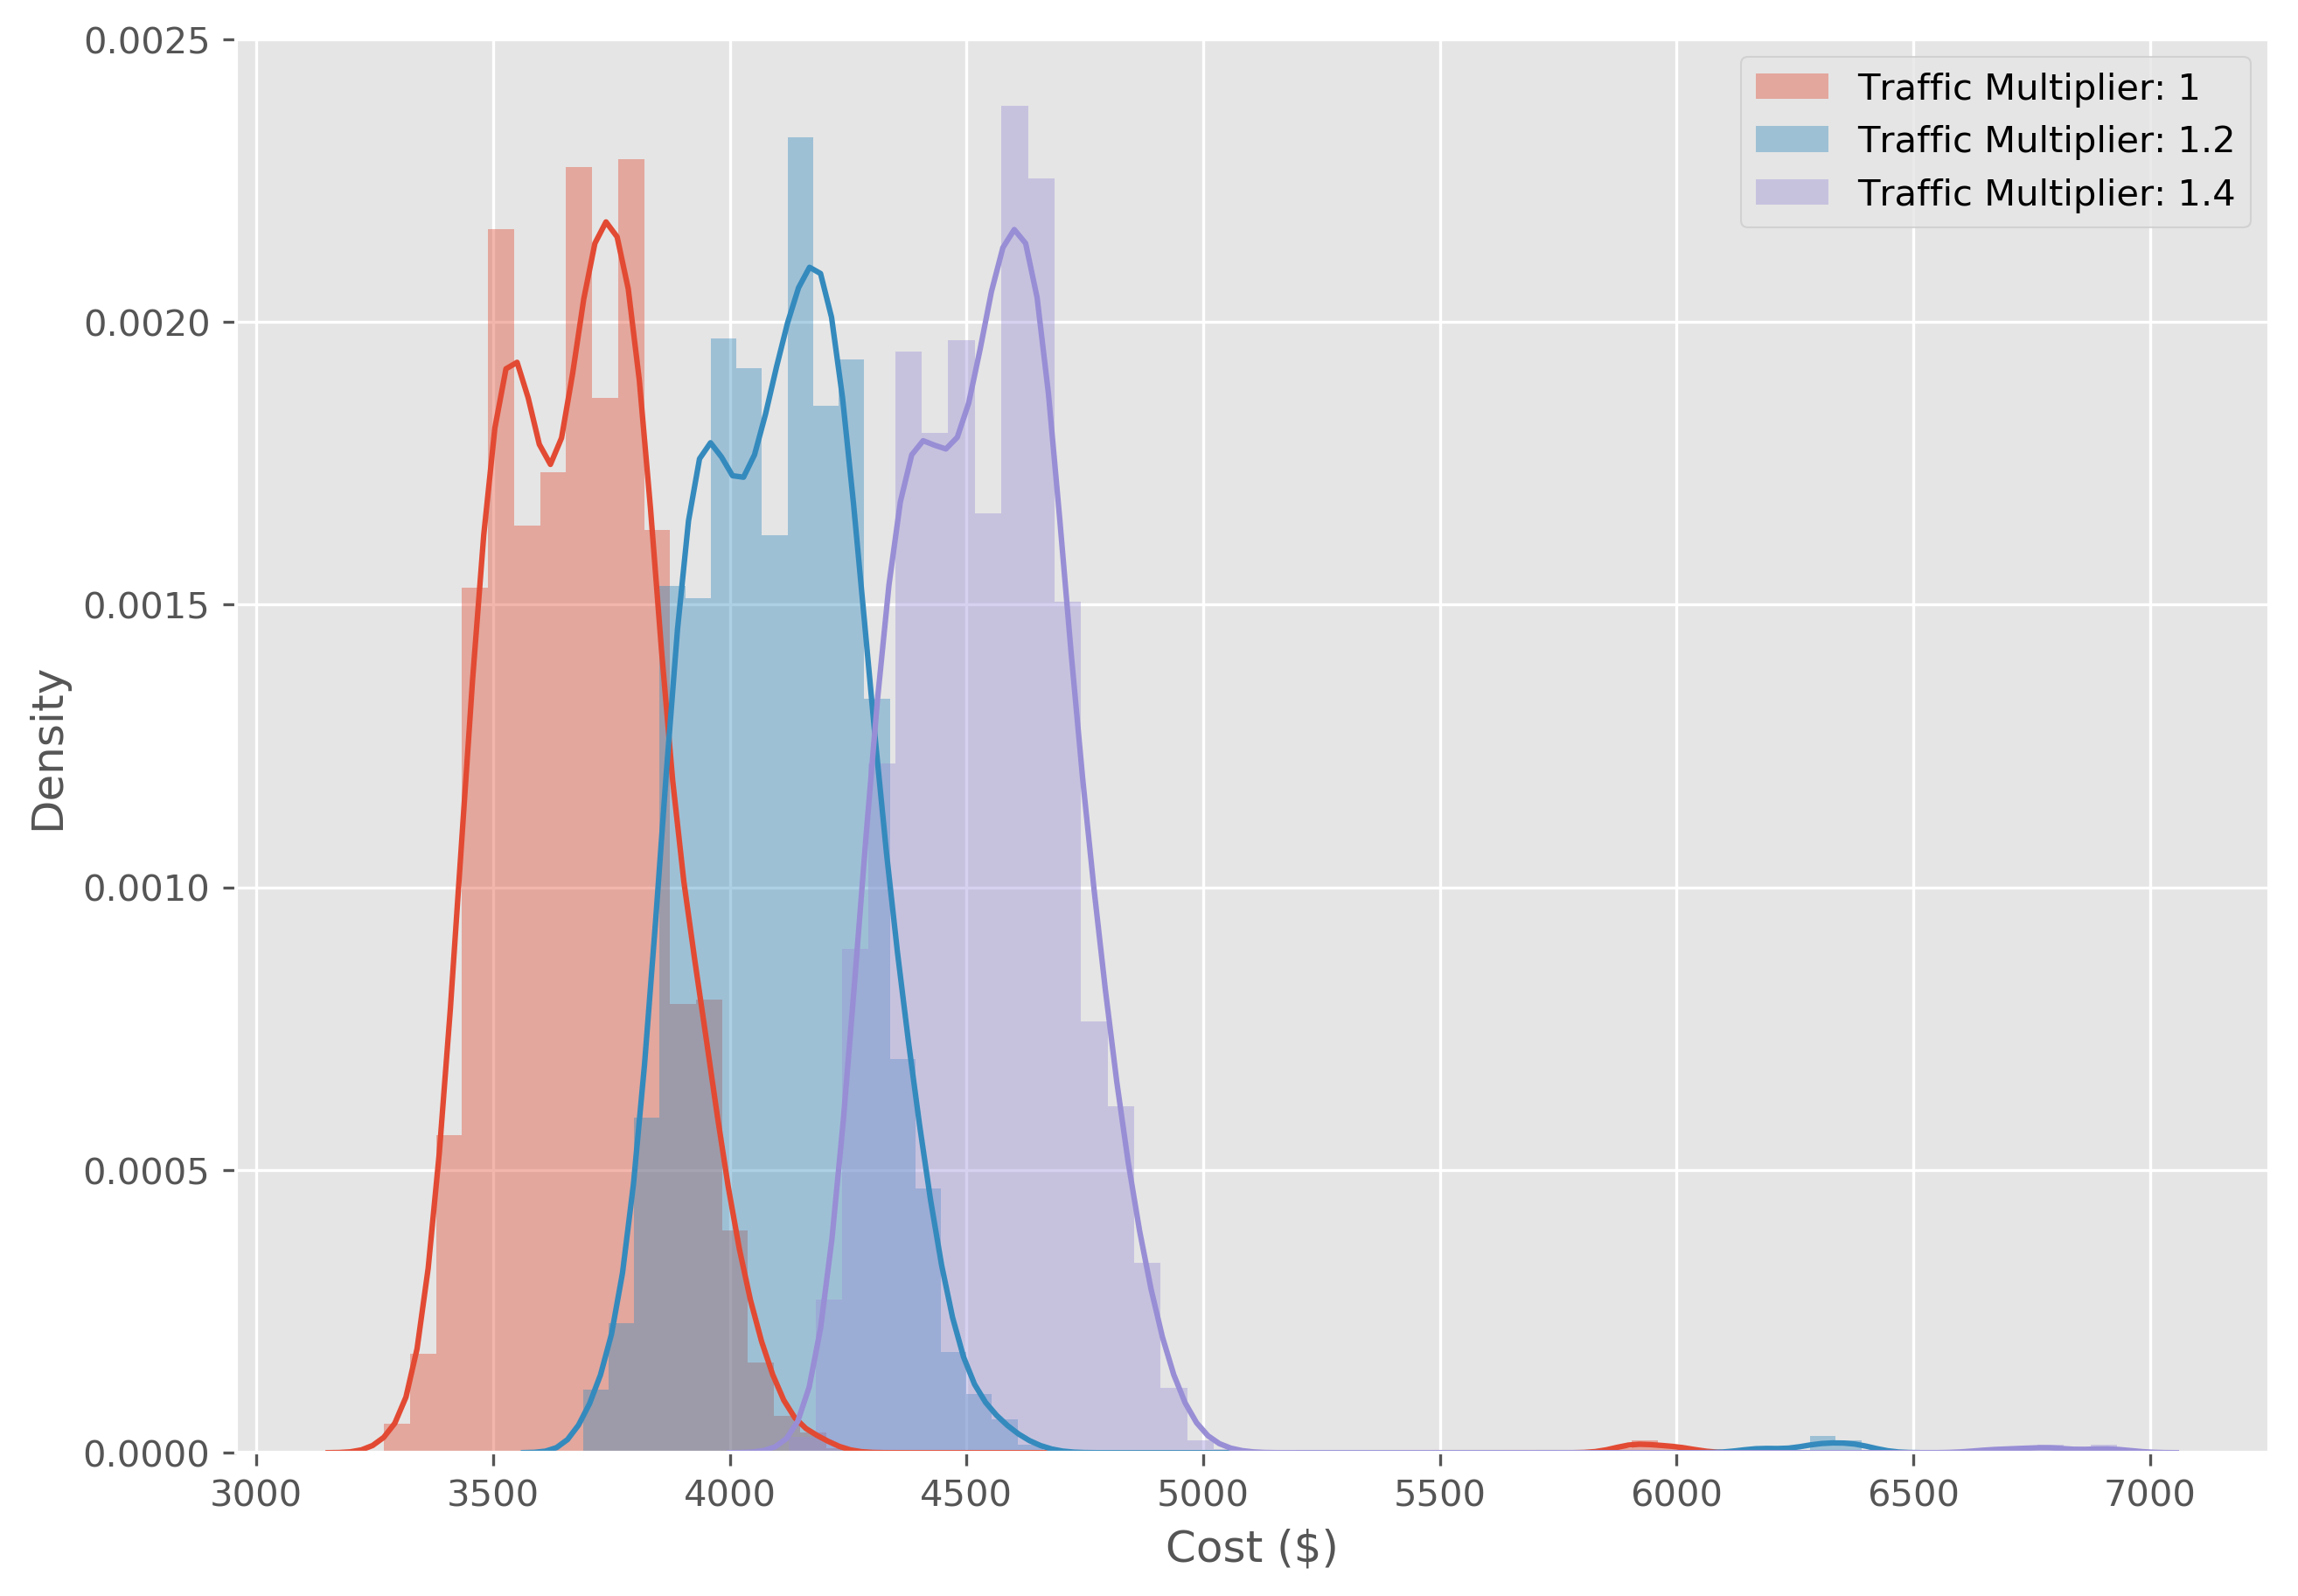 0.0025
0.0020
0.0015
0.0010
0.0005
0.0000
Density
3000 3500 4000 4500 5000 5500 6000 6500 7000
Cost ($)
Traffic Multiplier: 1
Traffic Multiplier: 1.2
Traffic Multiplier: 1.4